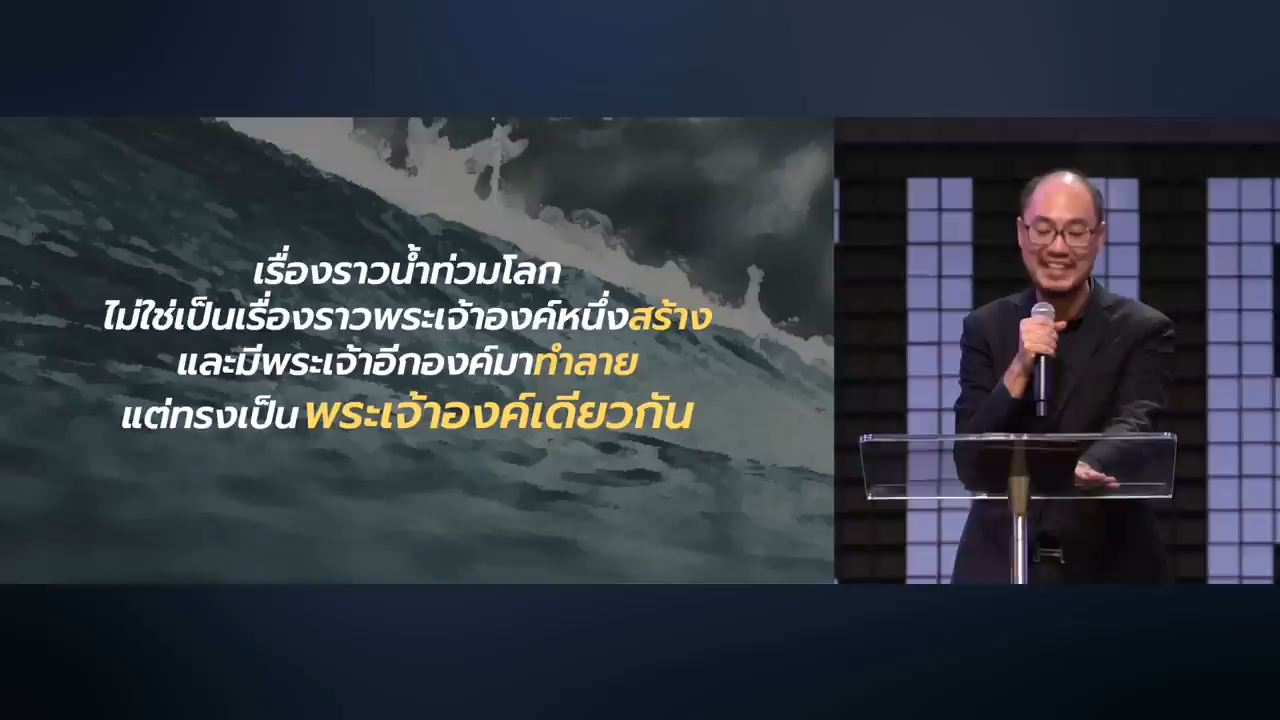 เรื่องราวน้ำท่วมโลก
ไม่ใช่เป็นเรื่องราวพระเจ้าองค์หนึ่งสร้าง
และมีพระเจ้าอีกองค์มาทำลาย
แต่ทรงเป็น พระเจ้าองค์เดียวกัน